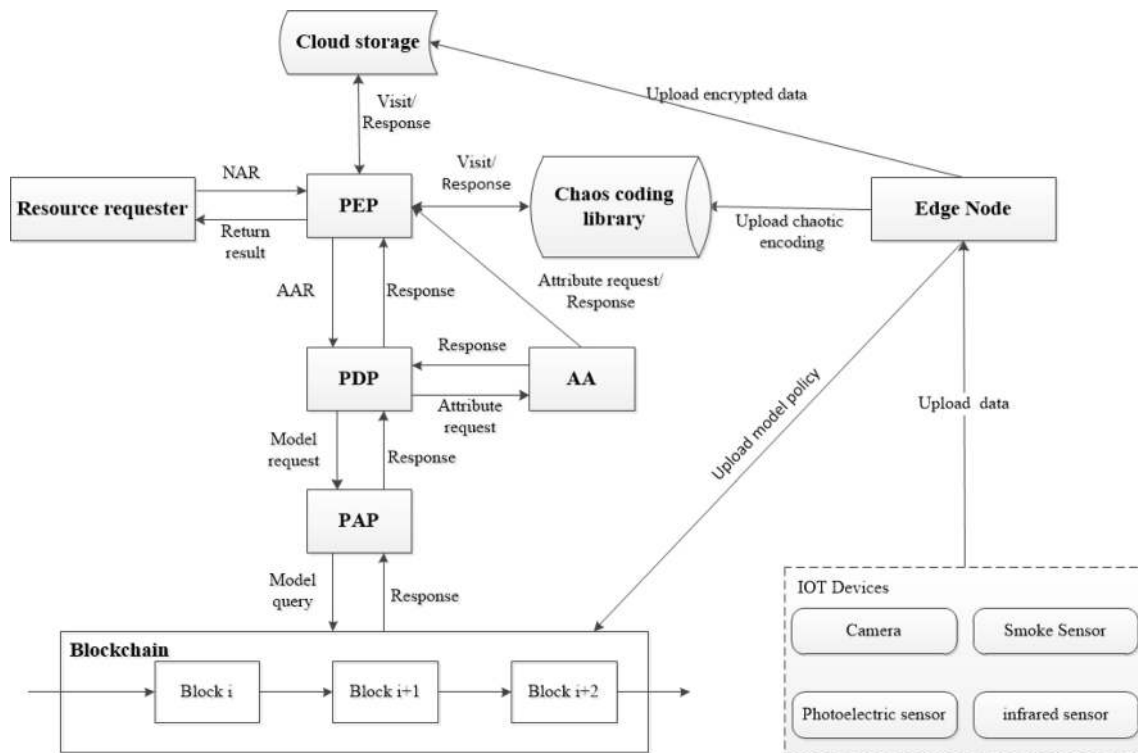 Cloud storage
Upload encrypted data
Visit/
Response
NAR
Visit/
Response
Resource requester
PEP
Chaos coding
library
Edge Node
Return
result
Upload chaotic
encoding
AAR
Response
Attribute request/
Response
PDP
Response
AA
Attribute
request
Upload model policy
Upload data
Model
request
Response
PAP
Model
query
Response
IOT Devices
Camera
Smoke Sensor
Blockchain
Block i
Block i+1
Block i+2
Photoelectric sensor
infrared sensor